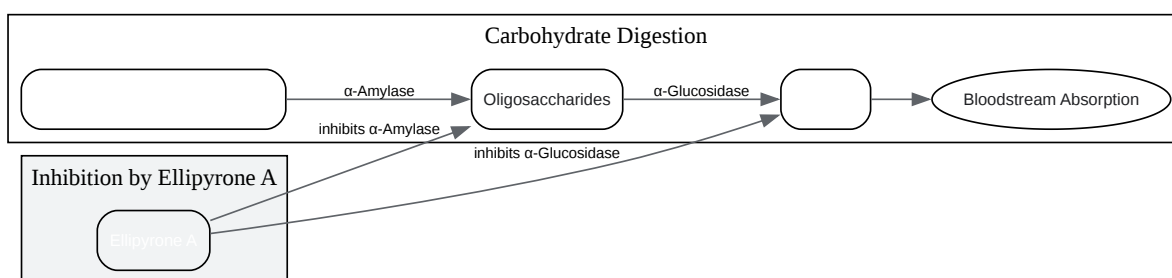 Carbohydrate Digestion
α-Amylase
Oligosaccharides
α-Glucosidase
Bloodstream Absorption
inhibits α-Amylase
inhibits α-Glucosidase
Inhibition by Ellipyrone A
Ellipyrone A